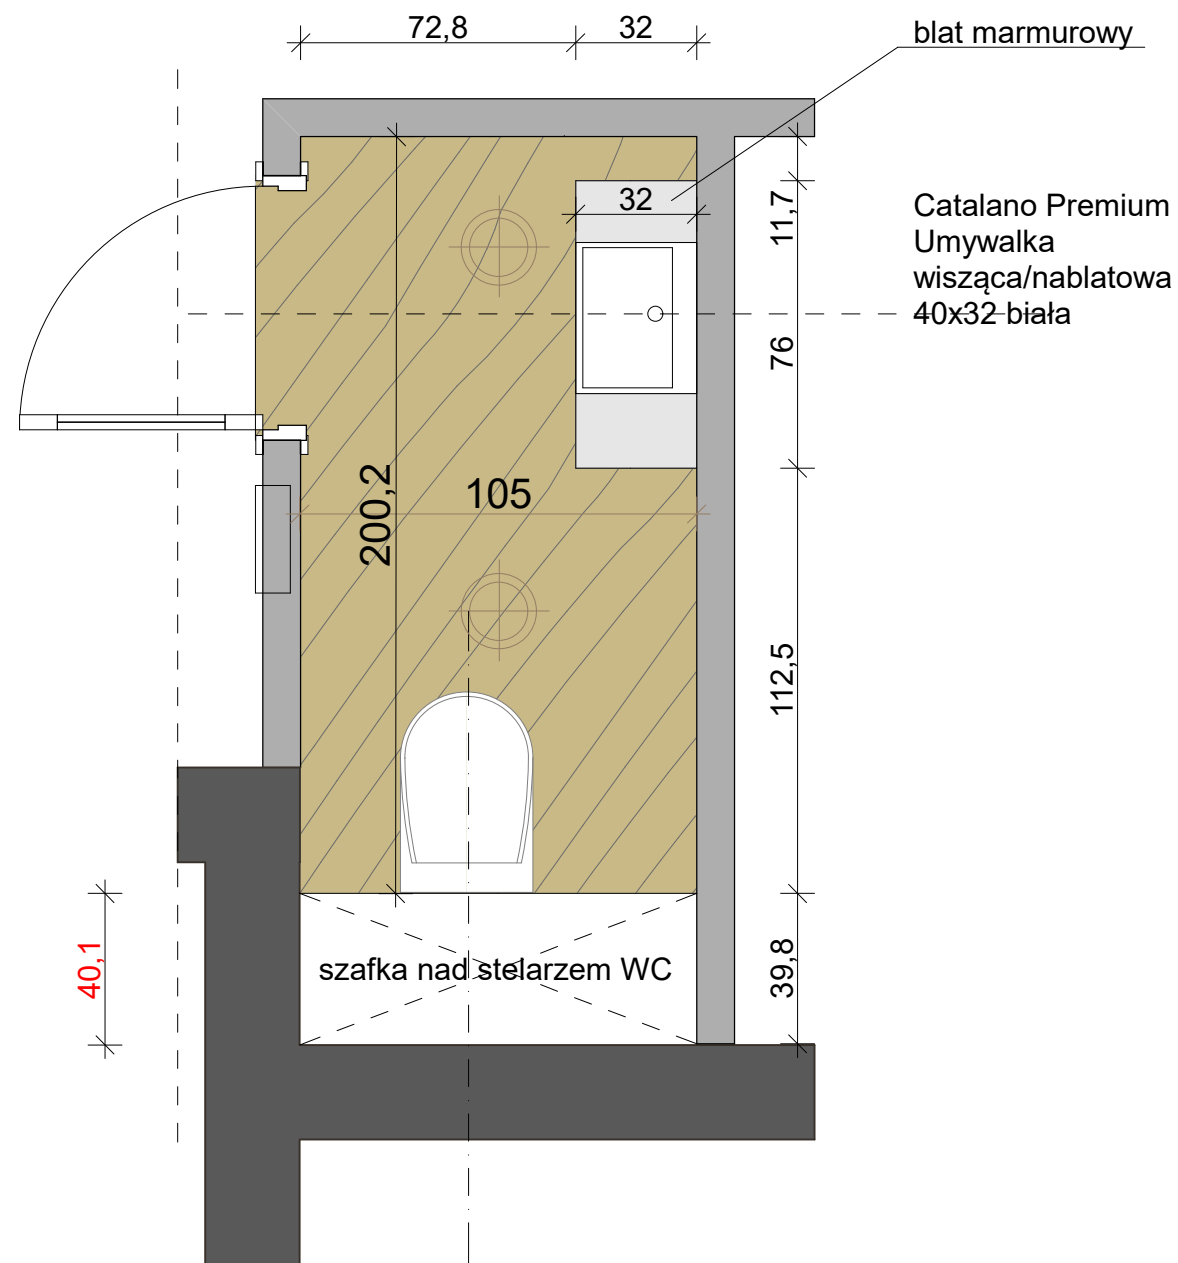 72,8
32
blat marmurowy
11,7
32
Catalano Premium
Umywalka
wisząca/nablatowa
40x32 biała
76
200,2
105
112,5
40,1
szafka nad stelarzem WC
39,8